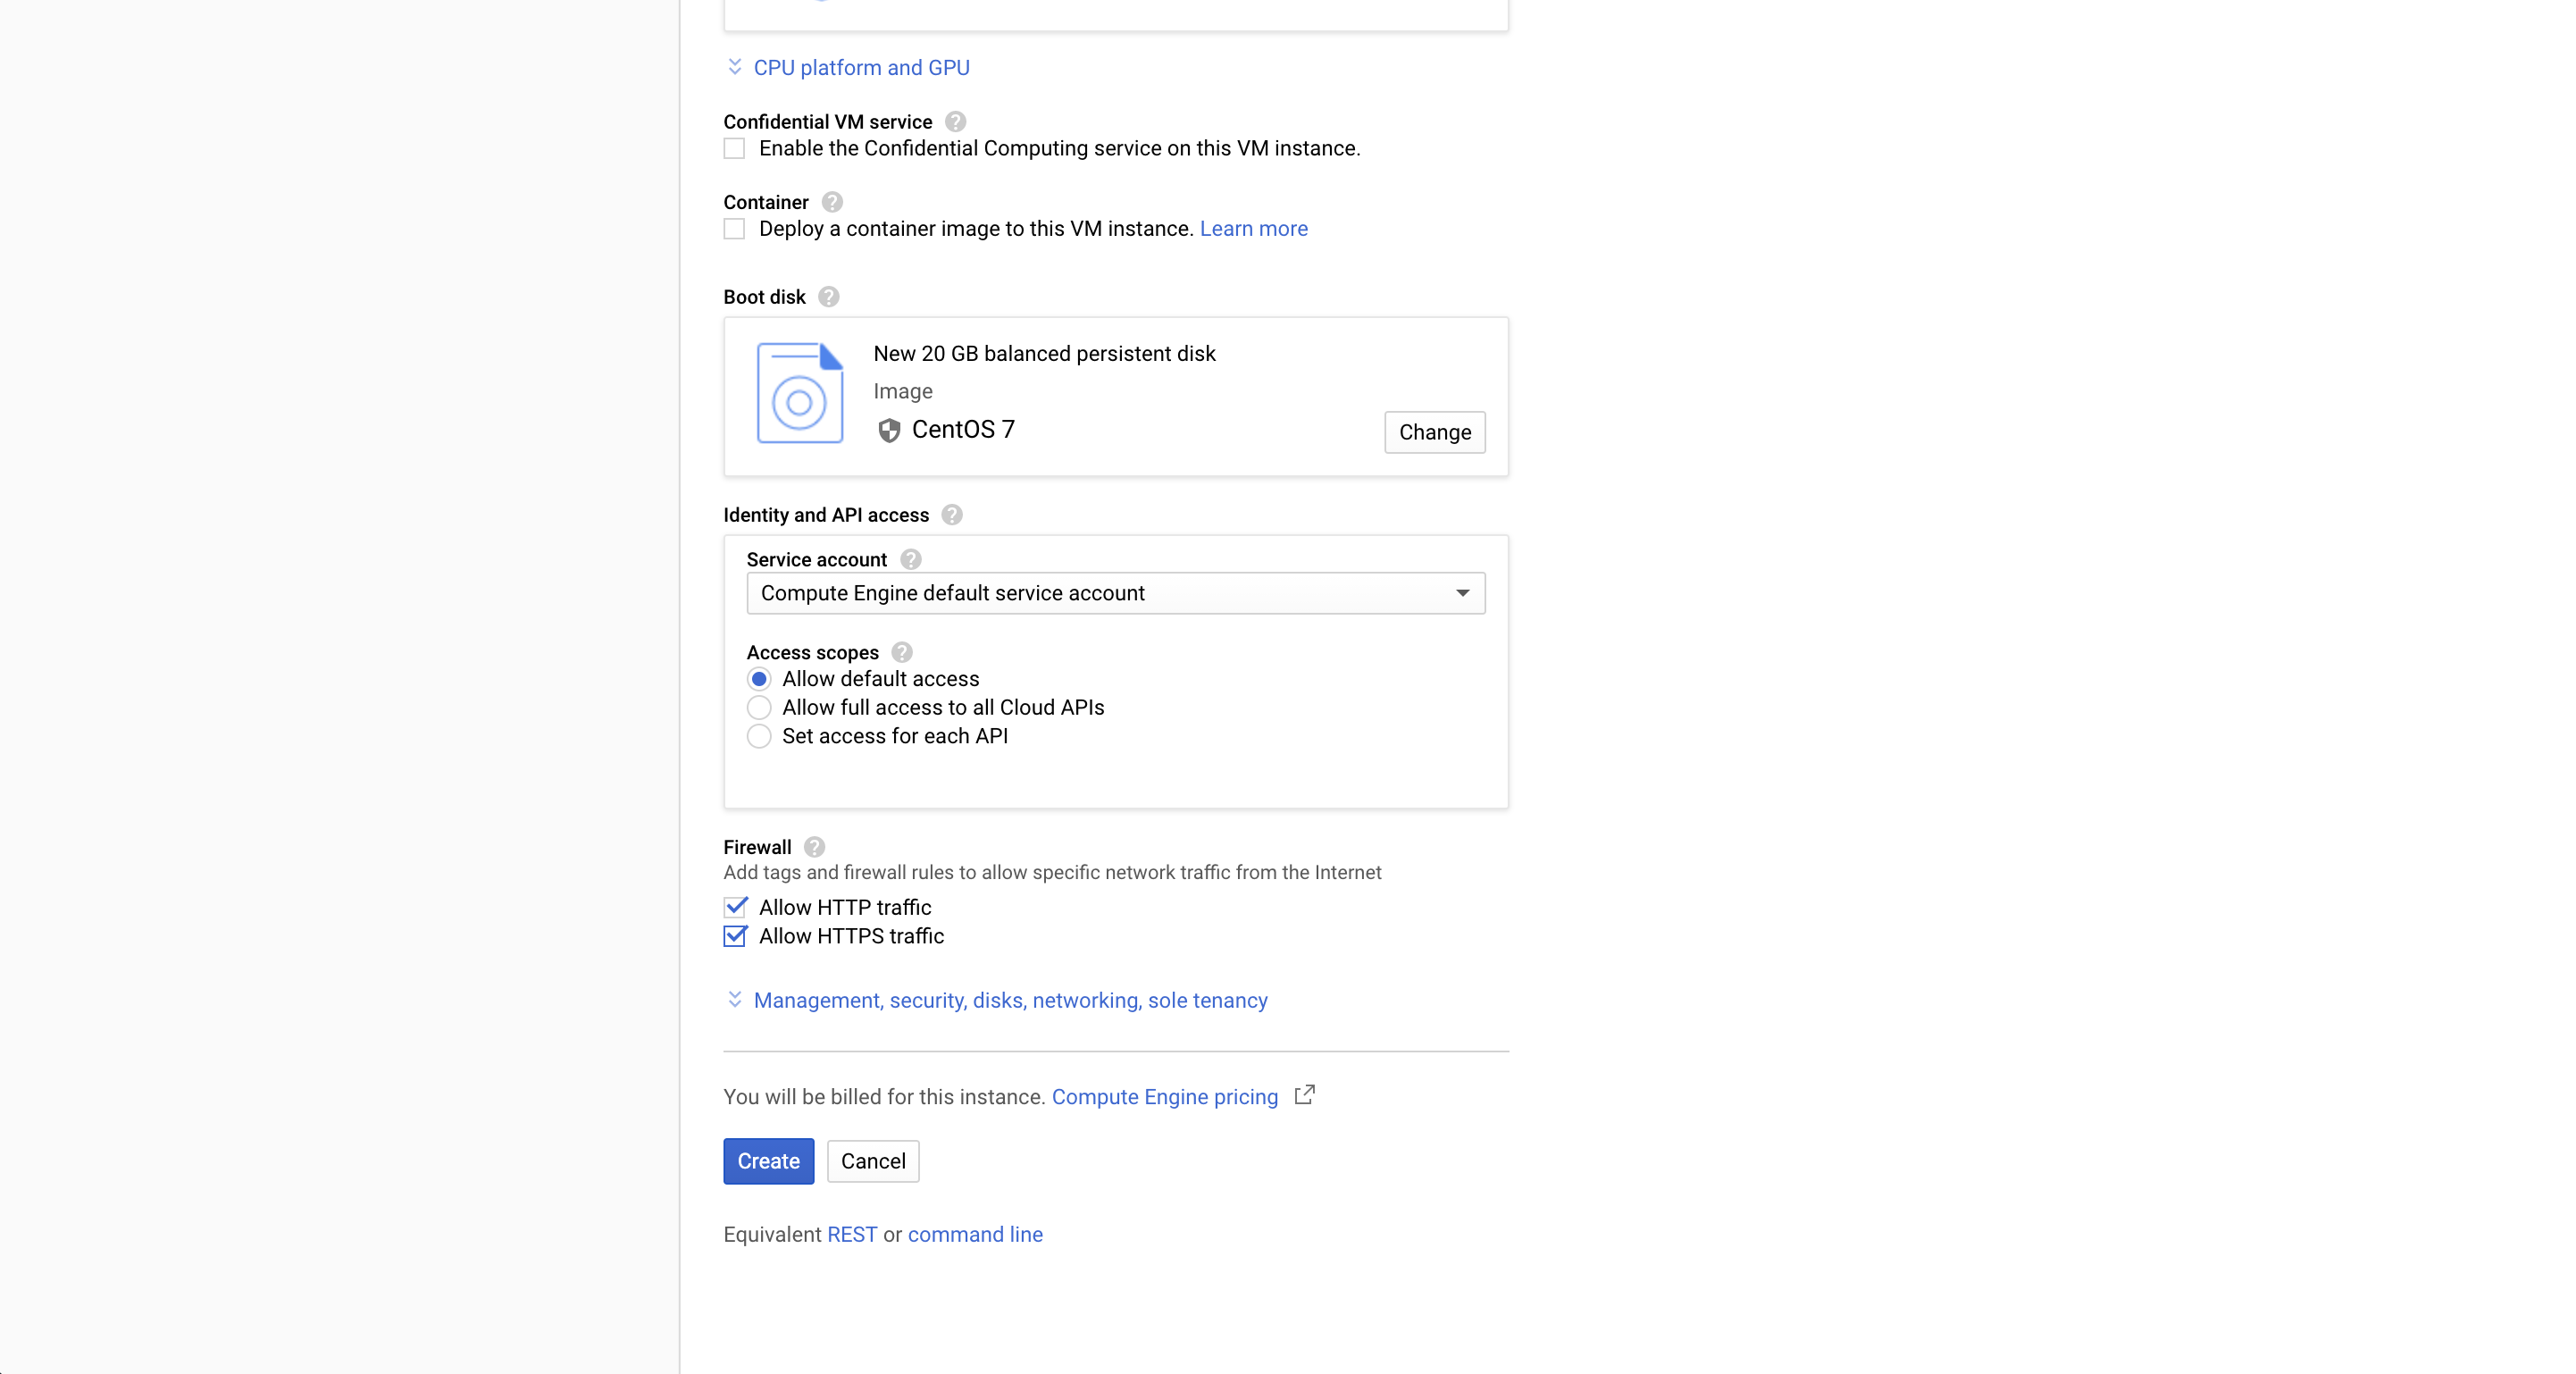 CPU platform and GPU
Confidential VM service ?
Enable the Confidential Computing service on this VM instance.
Container ?
Deploy a container image to this VM instance. Learn more
Boot disk ?
New 20 GB balanced persistent disk
Image
CentOS 7
Change
Identity and API access ?
Service account ?
Compute Engine default service account
Access scopes ?
Allow default access
Allow full access to all Cloud APIs
Set access for each API
Firewall ?
Add tags and firewall rules to allow specific network traffic from the Internet
Allow HTTP traffic
Allow HTTPS traffic
Management, security, disks, networking, sole tenancy
You will be billed for this instance. Compute Engine pricing
Create Cancel
Equivalent REST or command line